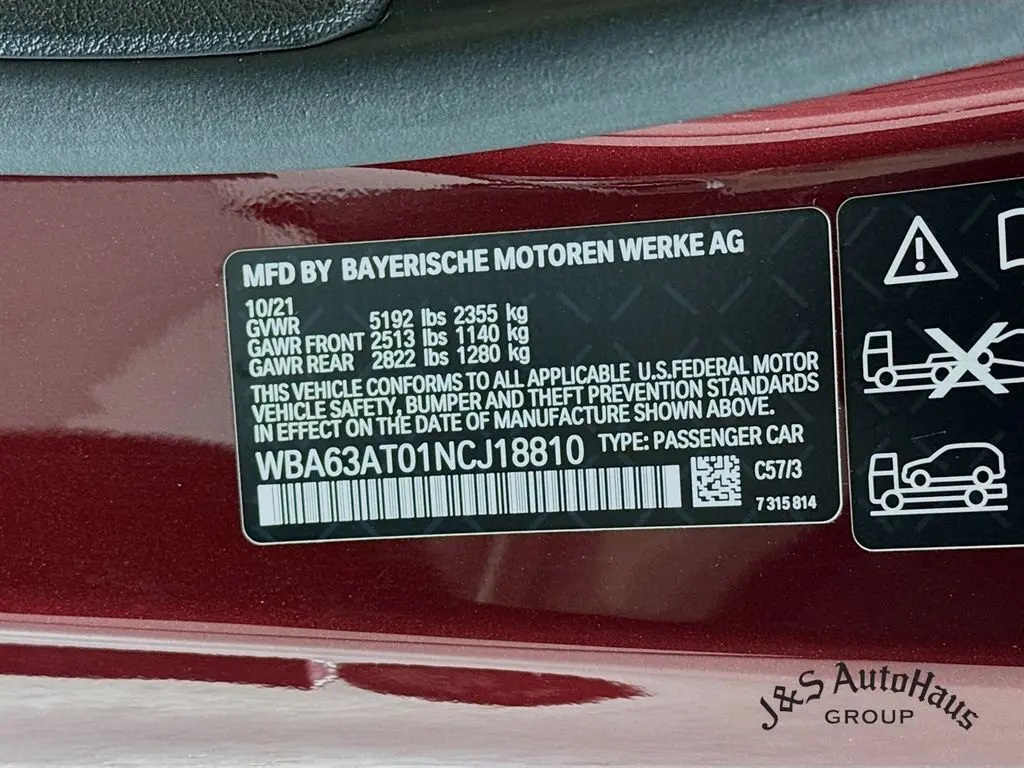 MFD BY BAYERISCHE MOTOREN WERKE AG
10/21
GVWR 5192 lbs 2355 kg
GAWR FRONT 2513 lbs 1140 kg
GAWR REAR 2822 lbs 1280 kg
THIS VEHICLE CONFORMS TO ALL APPLICABLE U.S.FEDERAL MOTOR
VEHICLE SAFETY, BUMPER AND THEFT PREVENTION STANDARDS
IN EFFECT ON THE DATE OF MANUFACTURE SHOWN ABOVE.
WBA63AT01NCJ18810 TYPE: PASSENGER CAR
C57/3
7 315 814
J&S AutoHaus
GROUP